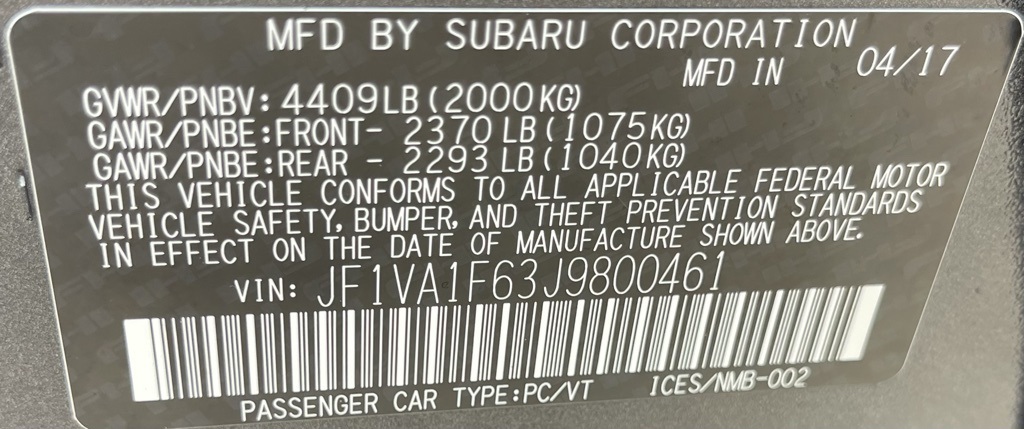 MFD BY SUBARU CORPORATION
MFD IN 04/17
GVWR/PNBV: 4409LB (2000KG)
GAWR/PNBE:FRONT- 2370 LB (1075KG)
GAWR/PNBE:REAR - 2293 LB (1040KG)
THIS VEHICLE CONFORMS TO ALL APPLICABLE FEDERAL MOTOR
VEHICLE SAFETY, BUMPER, AND THEFT PREVENTION STANDARDS
IN EFFECT ON THE DATE OF MANUFACTURE SHOWN ABOVE.
VIN: JF1VA1F63J9800461
PASSENGER CAR TYPE:PC/VT ICES/NMB-002